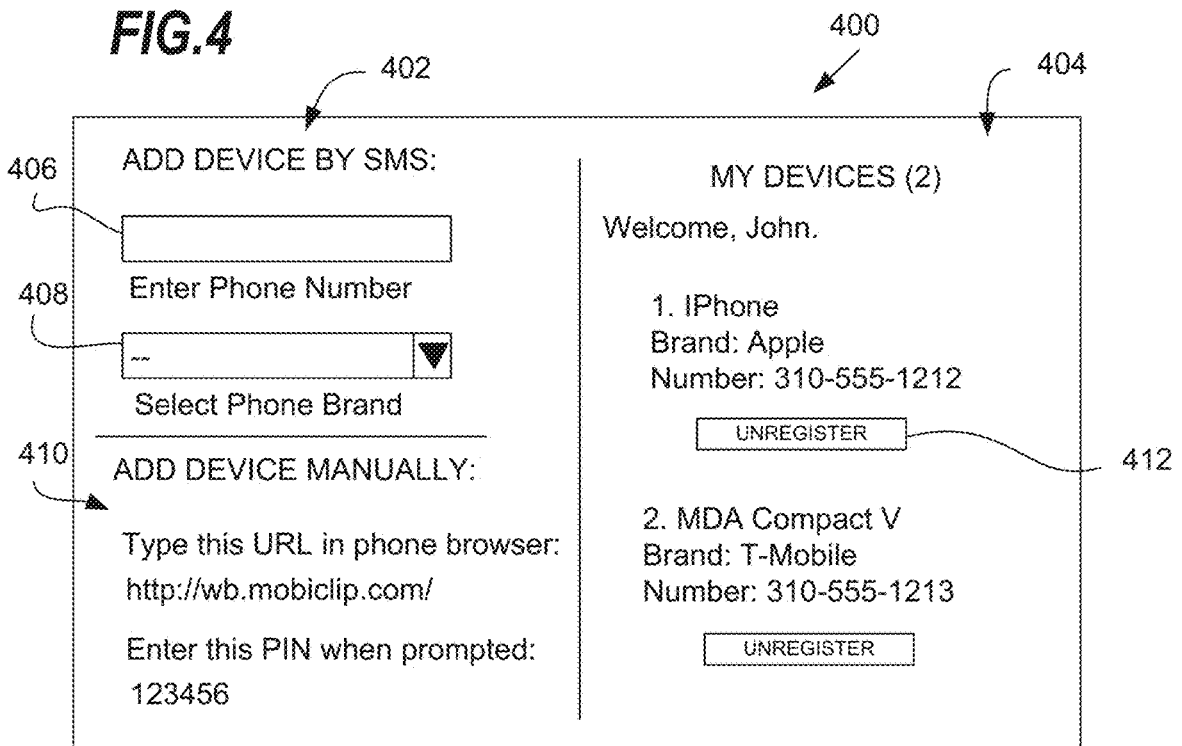 FIG.4
400
402
404
ADD DEVICE BY SMS:
406
Enter Phone Number
408
--
Select Phone Brand
410
ADD DEVICE MANUALLY:
Type this URL in phone browser:
http://wb.mobiclip.com/
Enter this PIN when prompted:
123456
MY DEVICES (2)
Welcome, John.
1. IPhone
Brand: Apple
Number: 310-555-1212
UNREGISTER
412
2. MDA Compact V
Brand: T-Mobile
Number: 310-555-1213
UNREGISTER